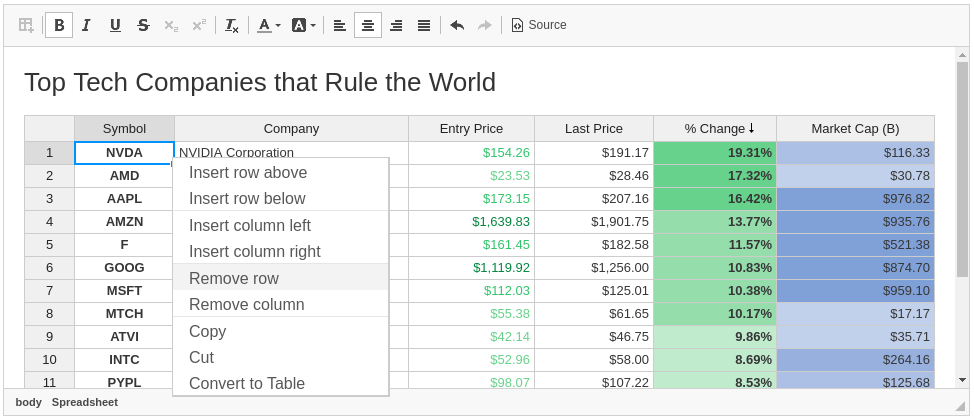 B I U S x₂ x² Tx A A Source
Top Tech Companies that Rule the World
Symbol Company Entry Price Last Price % Change Market Cap (B)
1 NVDA NVIDIA Corporation $154.26 $191.17 19.31% $116.33
2 AMD Insert row above $23.53 $28.46 17.32% $30.78
3 AAPL Insert row below $173.15 $207.16 16.42% $976.82
4 AMZN Insert column left $1,639.83 $1,901.75 13.77% $935.76
5 F Insert column right $161.45 $182.58 11.57% $521.38
6 GOOG Remove row $1,119.92 $1,256.00 10.83% $874.70
7 MSFT Remove column $112.03 $125.01 10.38% $959.10
8 MTCH $55.38 $61.65 10.17% $17.17
9 ATVI Copy $42.14 $46.75 9.86% $35.71
10 INTC Cut $52.96 $58.00 8.69% $264.16
11 PYPL Convert to Table $98.07 $107.22 8.53% $125.68
body Spreadsheet